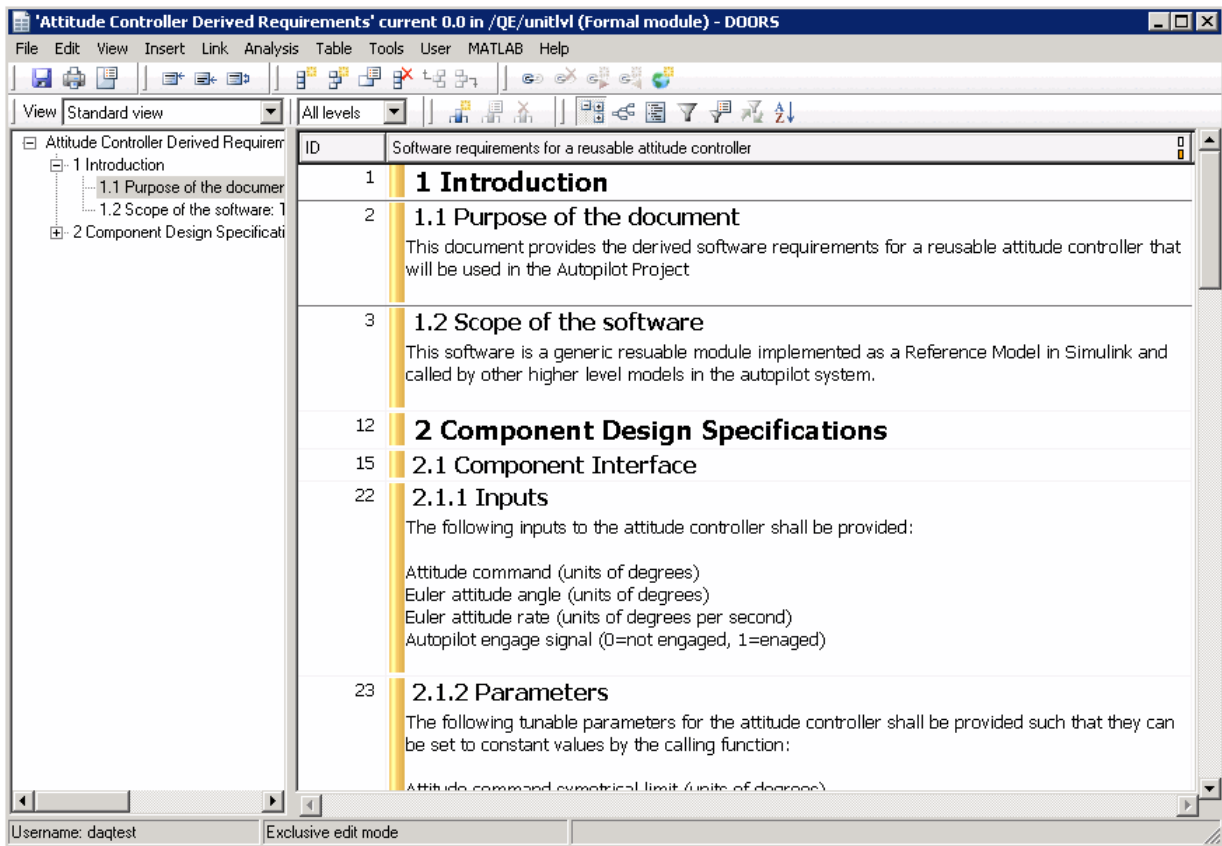 'Attitude Controller Derived Requirements' current 0.0 in /QE/unitlvl (Formal module) - DOORS
File Edit View Insert Link Analysis Table Tools User MATLAB Help
View Standard view All levels
Attitude Controller Derived Requirem
1 Introduction
1.1 Purpose of the documer
1.2 Scope of the software: T
2 Component Design Specificati
ID Software requirements for a reusable attitude controller
1 1 Introduction
2 1.1 Purpose of the document
This document provides the derived software requirements for a reusable attitude controller that
will be used in the Autopilot Project
3 1.2 Scope of the software
This software is a generic resuable module implemented as a Reference Model in Simulink and
called by other higher level models in the autopilot system.
12 2 Component Design Specifications
15 2.1 Component Interface
22 2.1.1 Inputs
The following inputs to the attitude controller shall be provided:
Attitude command (units of degrees)
Euler attitude angle (units of degrees)
Euler attitude rate (units of degrees per second)
Autopilot engage signal (0=not engaged, 1=enaged)
23 2.1.2 Parameters
The following tunable parameters for the attitude controller shall be provided such that they can
be set to constant values by the calling function:
Attitude command symetrical limit (units of degrees)
Username: daqtest Exclusive edit mode